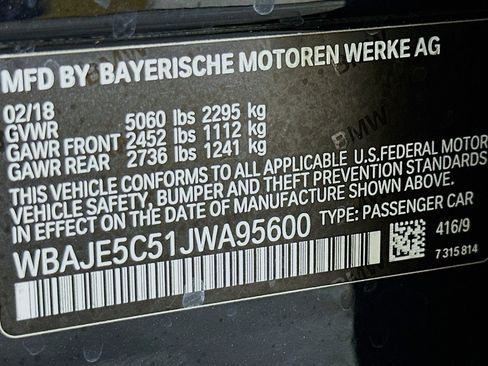 MFD BY BAYERISCHE MOTOREN WERKE AG
02/18
GVWR 5060 lbs 2295 kg
GAWR FRONT 2452 lbs 1112 kg
GAWR REAR 2736 lbs 1241 kg
THIS VEHICLE CONFORMS TO ALL APPLICABLE U.S.FEDERAL MOTOR
VEHICLE SAFETY, BUMPER AND THEFT PREVENTION STANDARDS
IN EFFECT ON THE DATE OF MANUFACTURE SHOWN ABOVE.
WBAJE5C51JWA95600 TYPE: PASSENGER CAR
416/9
7 315 814
BMW